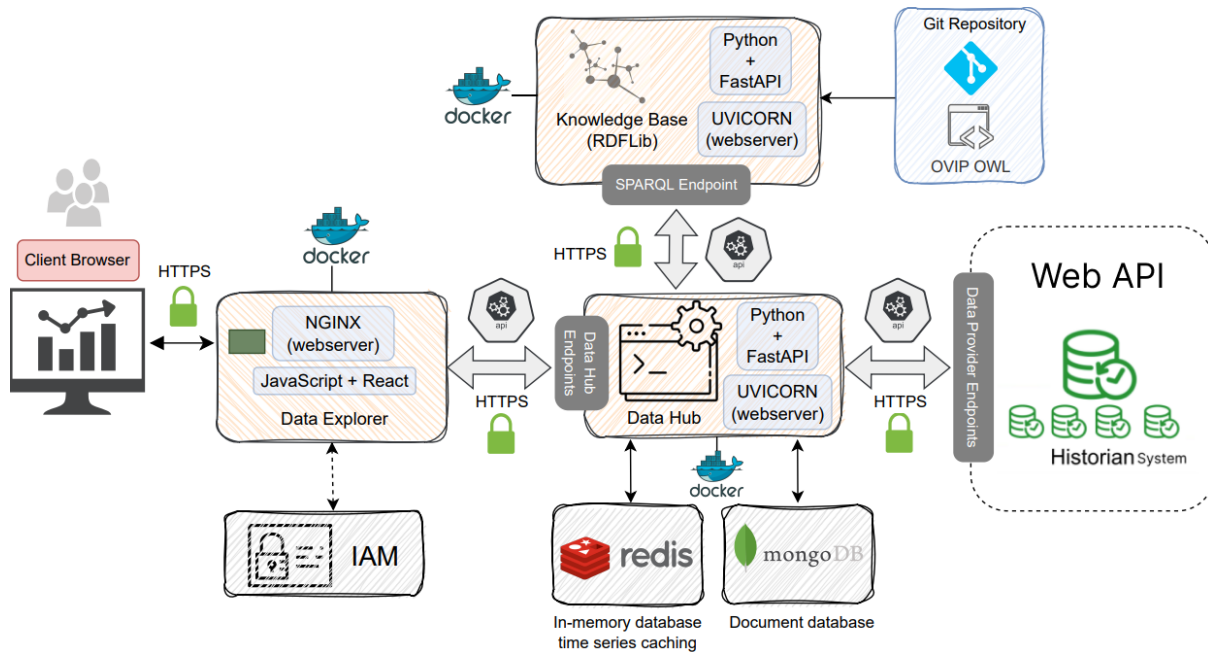 Git Repository
Python
+
FastAPI
docker
Knowledge Base
(RDFLib)
UVICORN
(webserver)
OVIP OWL
SPARQL Endpoint
Client Browser
HTTPS
docker
HTTPS
api
Web API
NGINX
(webserver)
JavaScript + React
Data Explorer
api
HTTPS
Data Hub
Endpoints
Python
+
FastAPI
UVICORN
(webserver)
Data Hub
api
HTTPS
Data Provider Endpoints
Historian System
docker
IAM
redis
mongoDB
In-memory database
time series caching
Document database